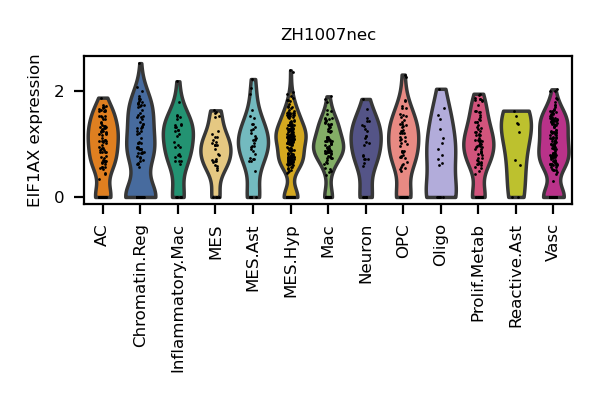 ZH1007nec
EIF1AX expression
2
0
AC
Chromatin.Reg
Inflammatory.Mac
MES
MES.Ast
MES.Hyp
Mac
Neuron
OPC
Oligo
Prolif.Metab
Reactive.Ast
Vasc